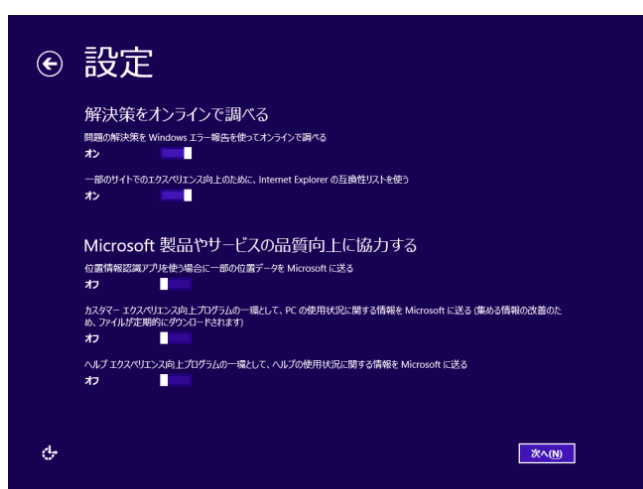 設定
解決策をオンラインで調べる
問題の解決策を Windows エラー報告を使ってオンラインで調べる
オン
一部のサイトでのエクスペリエンス向上のために、Internet Explorer の互換性リストを使う
オン
Microsoft 製品やサービスの品質向上に協力する
位置情報認識アプリを使う場合に一部の位置データを Microsoft に送る
オフ
カスタマー エクスペリエンス向上プログラムの一環として、PC の使用状況に関する情報を Microsoft に送る (集める情報の改善のた
め、ファイルが定期的にダウンロードされます)
オフ
ヘルプ エクスペリエンス向上プログラムの一環として、ヘルプの使用状況に関する情報を Microsoft に送る
オフ
次へ(N)